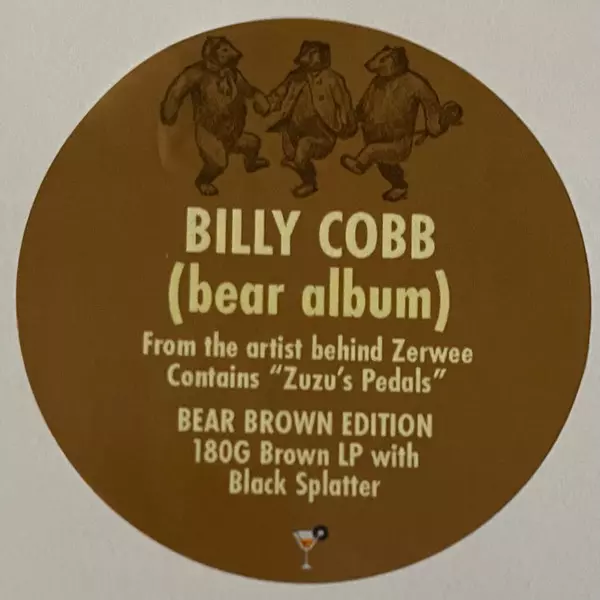 BILLY COBB
(bear album)
From the artist behind Zerwee
Contains "Zuzu's Pedals"
BEAR BROWN EDITION
180G Brown LP with
Black Splatter